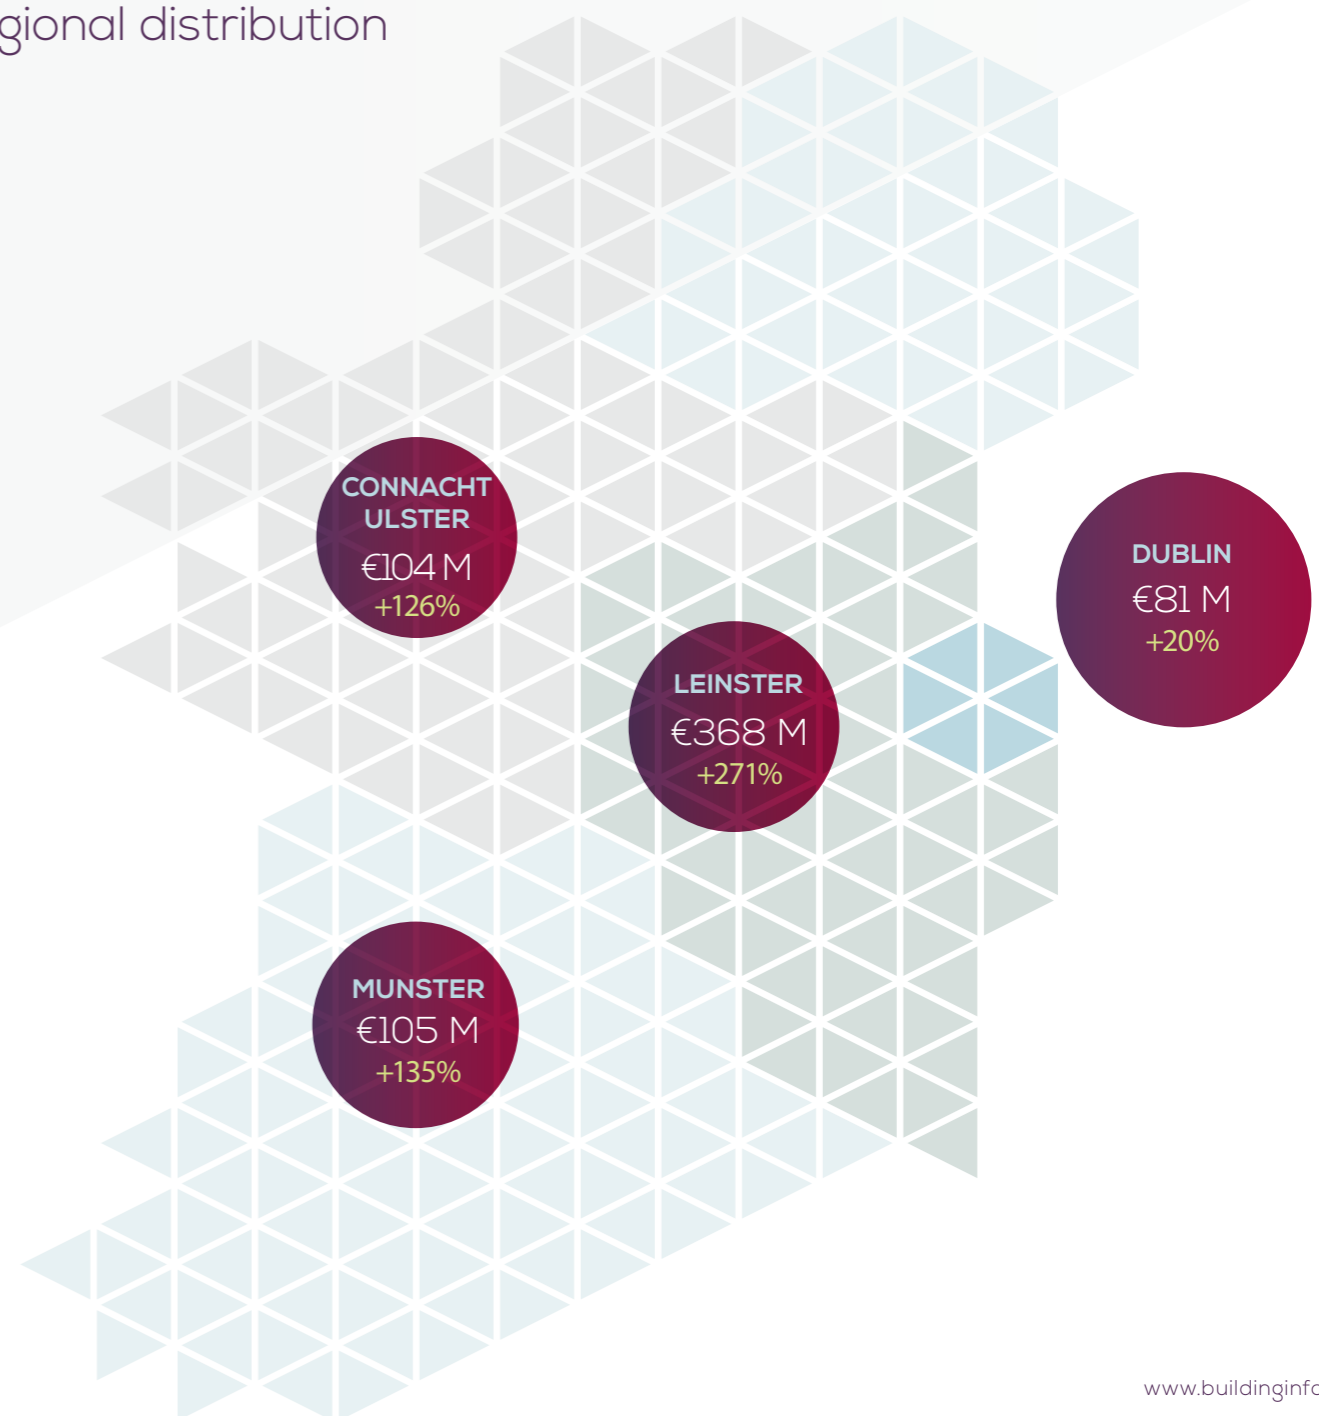 gional distribution
CONNACHT
ULSTER
€104 M
+126%
DUBLIN
€81 M
+20%
LEINSTER
€368 M
+271%
MUNSTER
€105 M
+135%
www.buildinginfo